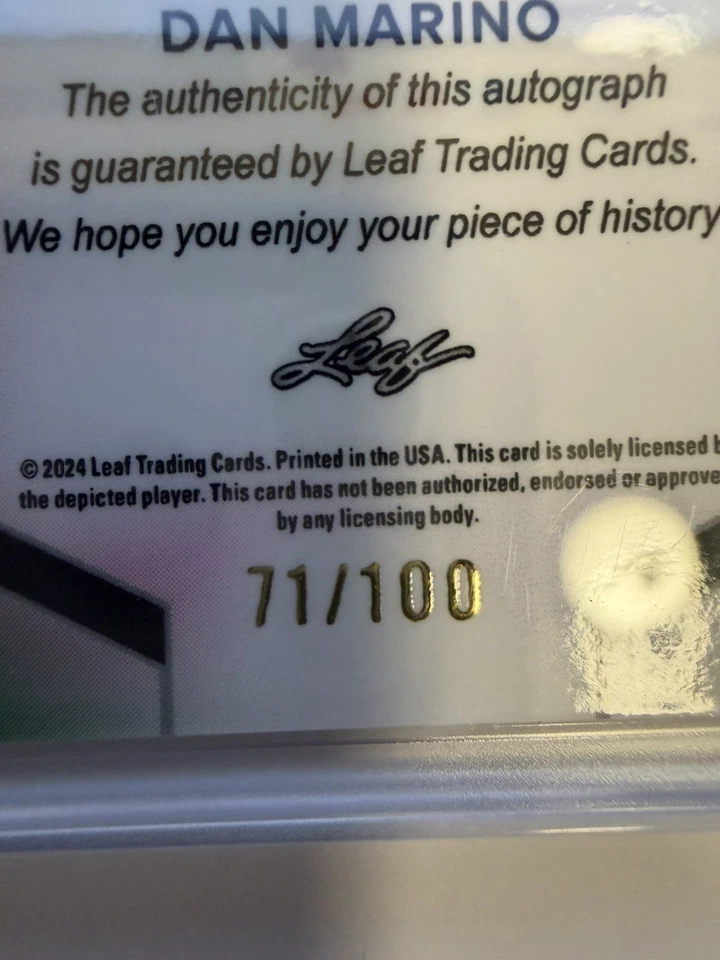 DAN MARINO
The authenticity of this autograph
is guaranteed by Leaf Trading Cards.
We hope you enjoy your piece of history
Leaf
© 2024 Leaf Trading Cards. Printed in the USA. This card is solely licensed
the depicted player. This card has not been authorized, endorsed or approve
by any licensing body.
71/100